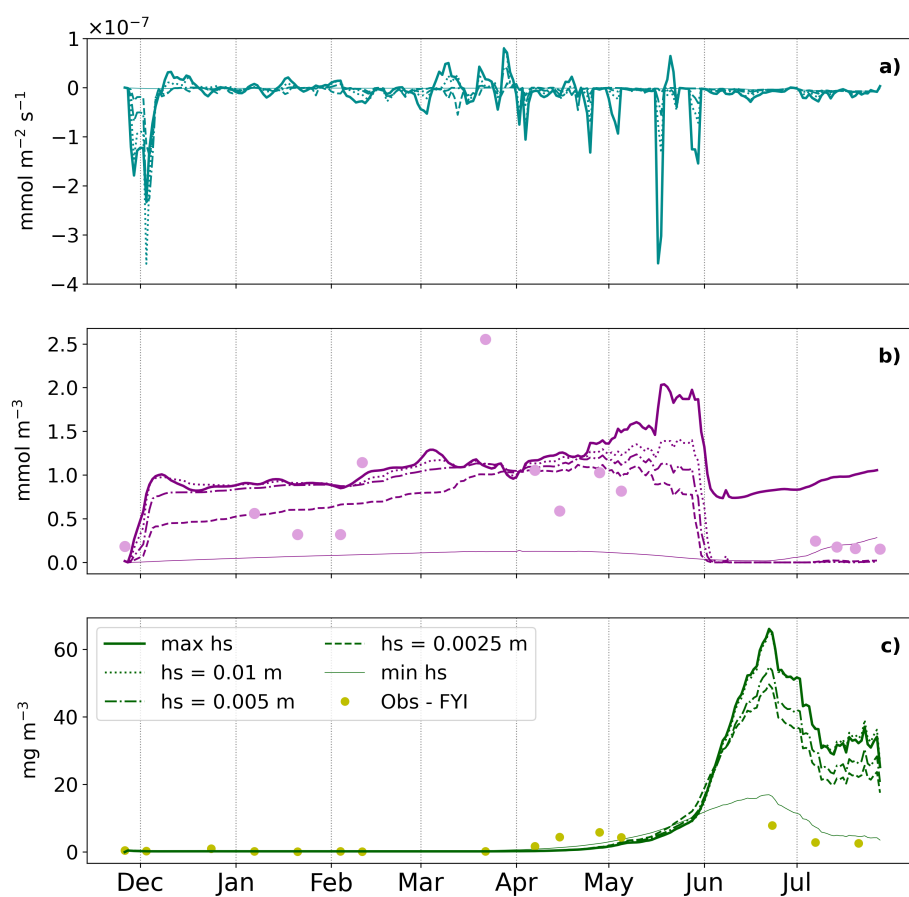 ×10⁻⁷
1
0
−1
−2
−3
−4
mmol m⁻² s⁻¹
a)
2.5
2.0
1.5
1.0
0.5
0.0
mmol m⁻³
b)
60
40
20
0
mg m⁻³
c)
max hs
hs = 0.01 m
hs = 0.005 m
hs = 0.0025 m
min hs
Obs - FYI
Dec Jan Feb Mar Apr May Jun Jul